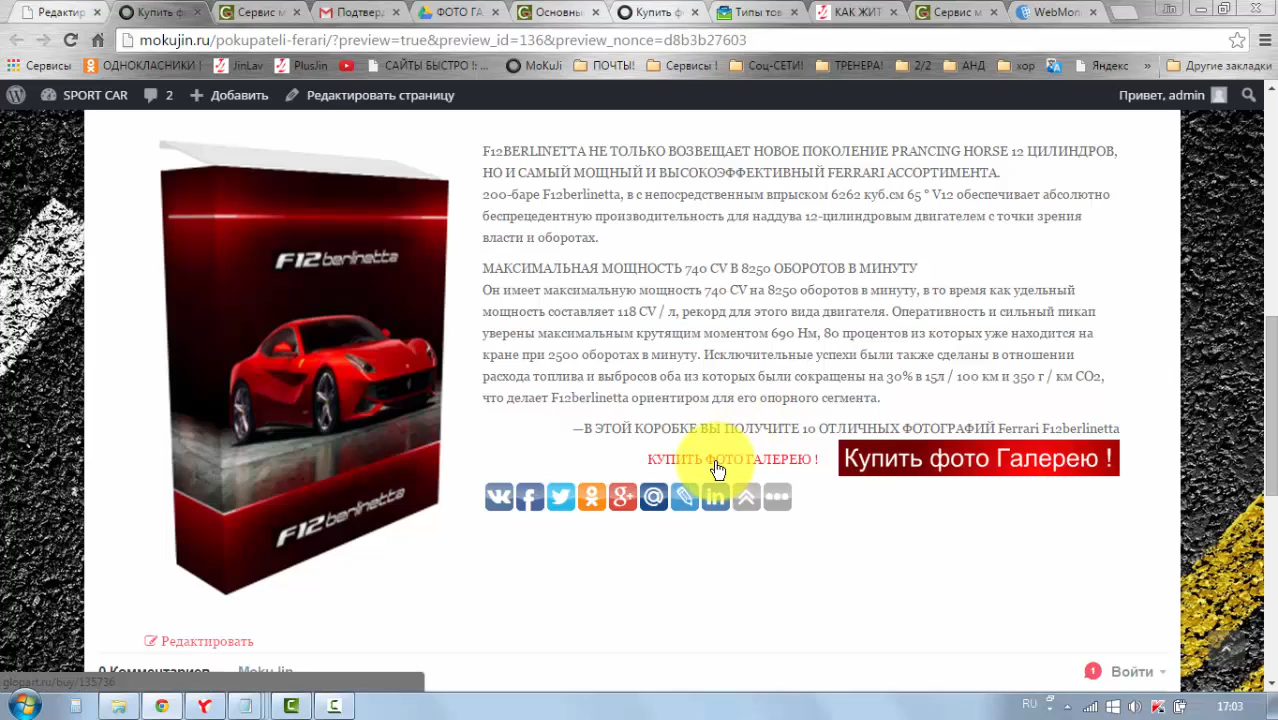 Редактир
Купить ф
Сервис м
Подтвер
ФОТО ГА
Основны
Купить ф
Типы то
КАК ЖИТ
Сервис м
WebMon
mokujin.ru/pokupateli-ferari/?preview=true&preview_id=136&preview_nonce=d8b3b27603
Сервисы
ОДНОКЛАСНИКИ !
JinLav
PlusJin
САЙТЫ БЫСТРО !: ...
MoKuJi
ПОЧТЫ!
Сервисы !
Соц-СЕТИ!
ТРЕНЕРА!
2/2
АНД
хор
Яндекс
»
Другие закладки
SPORT CAR
2
Добавить
Редактировать страницу
Привет, admin
F12berlinetta
F12berlinetta
F12BERLINETTA НЕ ТОЛЬКО ВОЗВЕЩАЕТ НОВОЕ ПОКОЛЕНИЕ PRANCING HORSE 12 ЦИЛИНДРОВ,
НО И САМЫЙ МОЩНЫЙ И ВЫСОКОЭФФЕКТИВНЫЙ FERRARI АССОРТИМЕНТА.
200-баре F12berlinetta, в с непосредственным впрыском 6262 куб.см 65 ° V12 обеспечивает абсолютно
беспрецедентную производительность для наддува 12-цилиндровым двигателем с точки зрения
власти и оборотах.
МАКСИМАЛЬНАЯ МОЩНОСТЬ 740 CV В 8250 ОБОРОТОВ В МИНУТУ
Он имеет максимальную мощность 740 CV на 8250 оборотов в минуту, в то время как удельный
мощность составляет 118 CV / л, рекорд для этого вида двигателя. Оперативность и сильный пикап
уверены максимальным крутящим моментом 690 Нм, 80 процентов из которых уже находится на
кране при 2500 оборотах в минуту. Исключительные успехи были также сделаны в отношении
расхода топлива и выбросов оба из которых были сокращены на 30% в 15л / 100 км и 350 г / км CO2,
что делает F12berlinetta ориентиром для его опорного сегмента.
—В ЭТОЙ КОРОБКЕ ВЫ ПОЛУЧИТЕ 10 ОТЛИЧНЫХ ФОТОГРАФИЙ Ferrari F12berlinetta
КУПИТЬ ФОТО ГАЛЕРЕЮ !
Купить фото Галерею !
Редактировать
0 Комментариев
Moku Jin
1
Войти
glopart.ru/buy/135736
RU
17:03